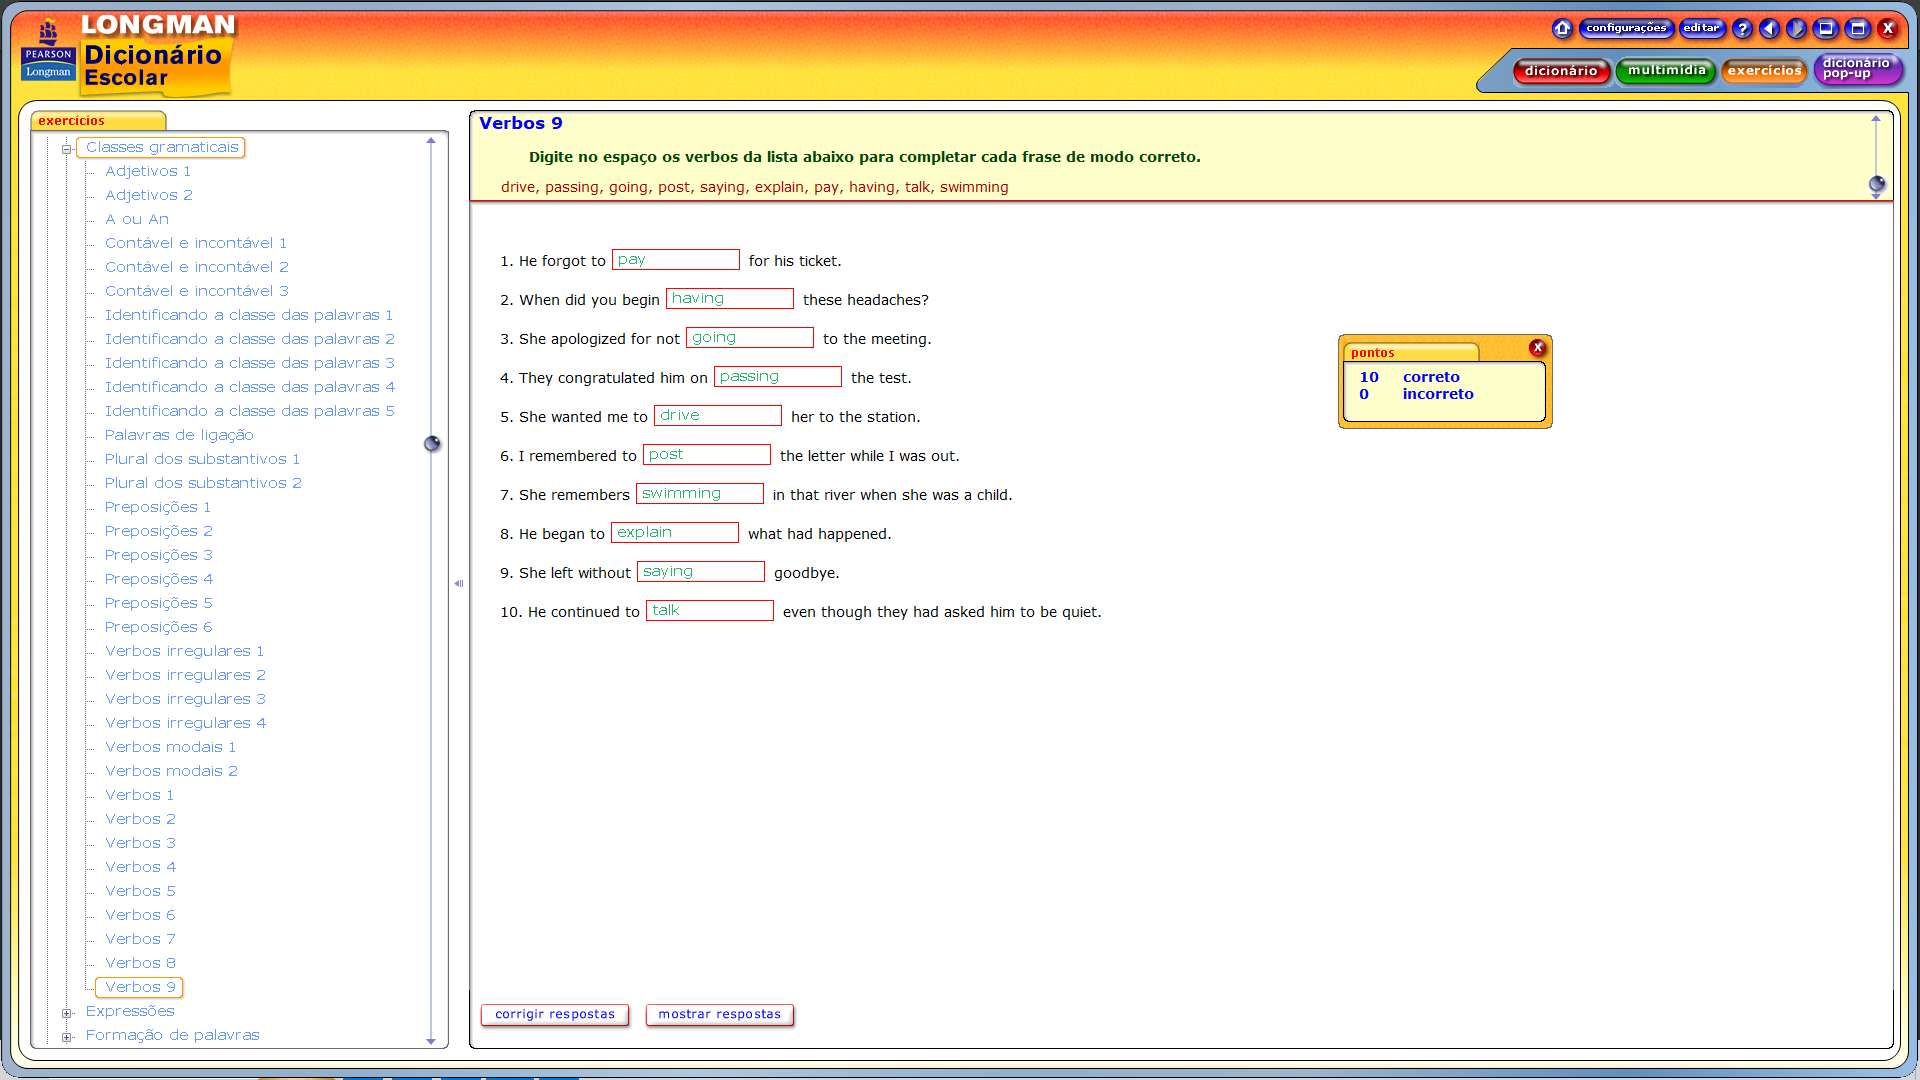 LONGMAN
Dicionário
Escolar
PEARSON
Longman
configurações
editar
?
X
dicionário
multimídia
exercícios
dicionário
pop-up
exercícios
Classes gramaticais
Adjetivos 1
Adjetivos 2
A ou An
Contável e incontável 1
Contável e incontável 2
Contável e incontável 3
Identificando a classe das palavras 1
Identificando a classe das palavras 2
Identificando a classe das palavras 3
Identificando a classe das palavras 4
Identificando a classe das palavras 5
Palavras de ligação
Plural dos substantivos 1
Plural dos substantivos 2
Preposições 1
Preposições 2
Preposições 3
Preposições 4
Preposições 5
Preposições 6
Verbos irregulares 1
Verbos irregulares 2
Verbos irregulares 3
Verbos irregulares 4
Verbos modais 1
Verbos modais 2
Verbos 1
Verbos 2
Verbos 3
Verbos 4
Verbos 5
Verbos 6
Verbos 7
Verbos 8
Verbos 9
Expressões
Formação de palavras
Verbos 9
Digite no espaço os verbos da lista abaixo para completar cada frase de modo correto.
drive, passing, going, post, saying, explain, pay, having, talk, swimming
1. He forgot to pay for his ticket.
2. When did you begin having these headaches?
3. She apologized for not going to the meeting.
4. They congratulated him on passing the test.
5. She wanted me to drive her to the station.
6. I remembered to post the letter while I was out.
7. She remembers swimming in that river when she was a child.
8. He began to explain what had happened.
9. She left without saying goodbye.
10. He continued to talk even though they had asked him to be quiet.
pontos
X
10 correto
0 incorreto
corrigir respostas
mostrar respostas